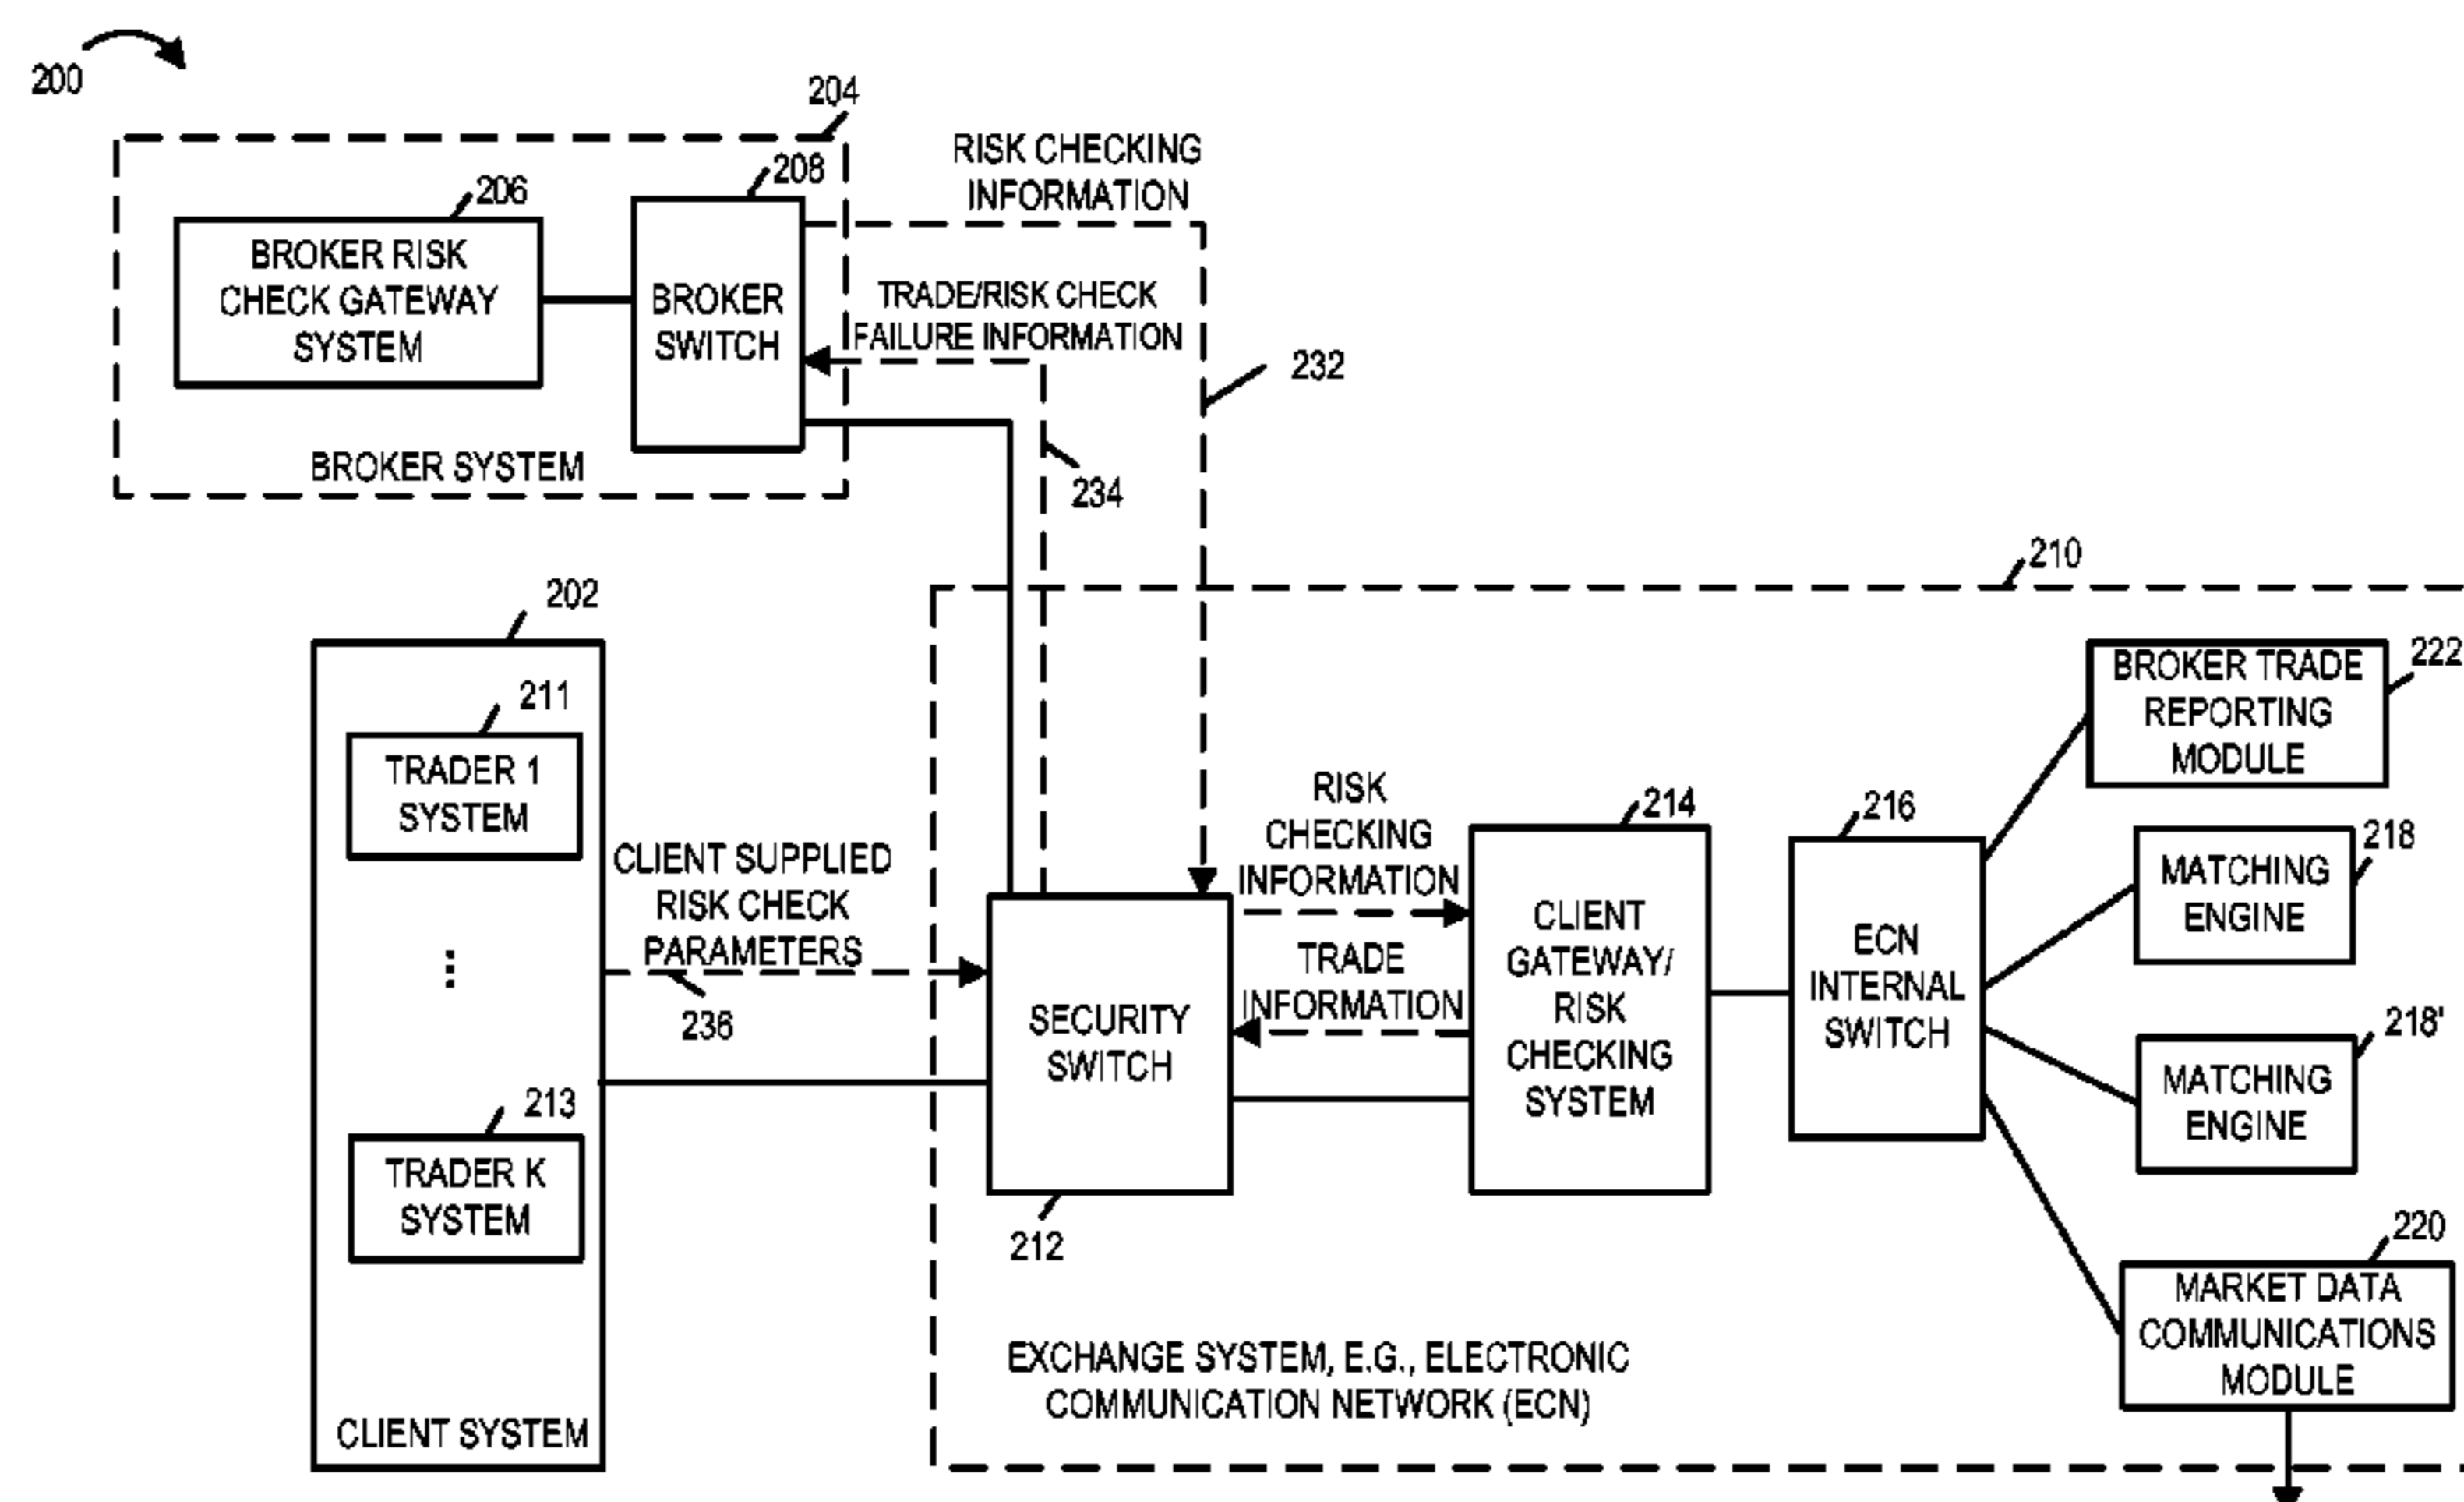 200
204
208
206
BROKER RISK
CHECK GATEWAY
SYSTEM
BROKER
SWITCH
BROKER SYSTEM
RISK CHECKING
INFORMATION
TRADE/RISK CHECK
FAILURE INFORMATION
232
234
210
202
211
TRADER 1
SYSTEM
...
213
TRADER K
SYSTEM
CLIENT SYSTEM
CLIENT SUPPLIED
RISK CHECK
PARAMETERS
236
SECURITY
SWITCH
212
RISK
CHECKING
INFORMATION
TRADE
INFORMATION
214
CLIENT
GATEWAY/
RISK
CHECKING
SYSTEM
216
ECN
INTERNAL
SWITCH
222
BROKER TRADE
REPORTING
MODULE
218
MATCHING
ENGINE
218'
MATCHING
ENGINE
220
MARKET DATA
COMMUNICATIONS
MODULE
EXCHANGE SYSTEM, E.G., ELECTRONIC
COMMUNICATION NETWORK (ECN)